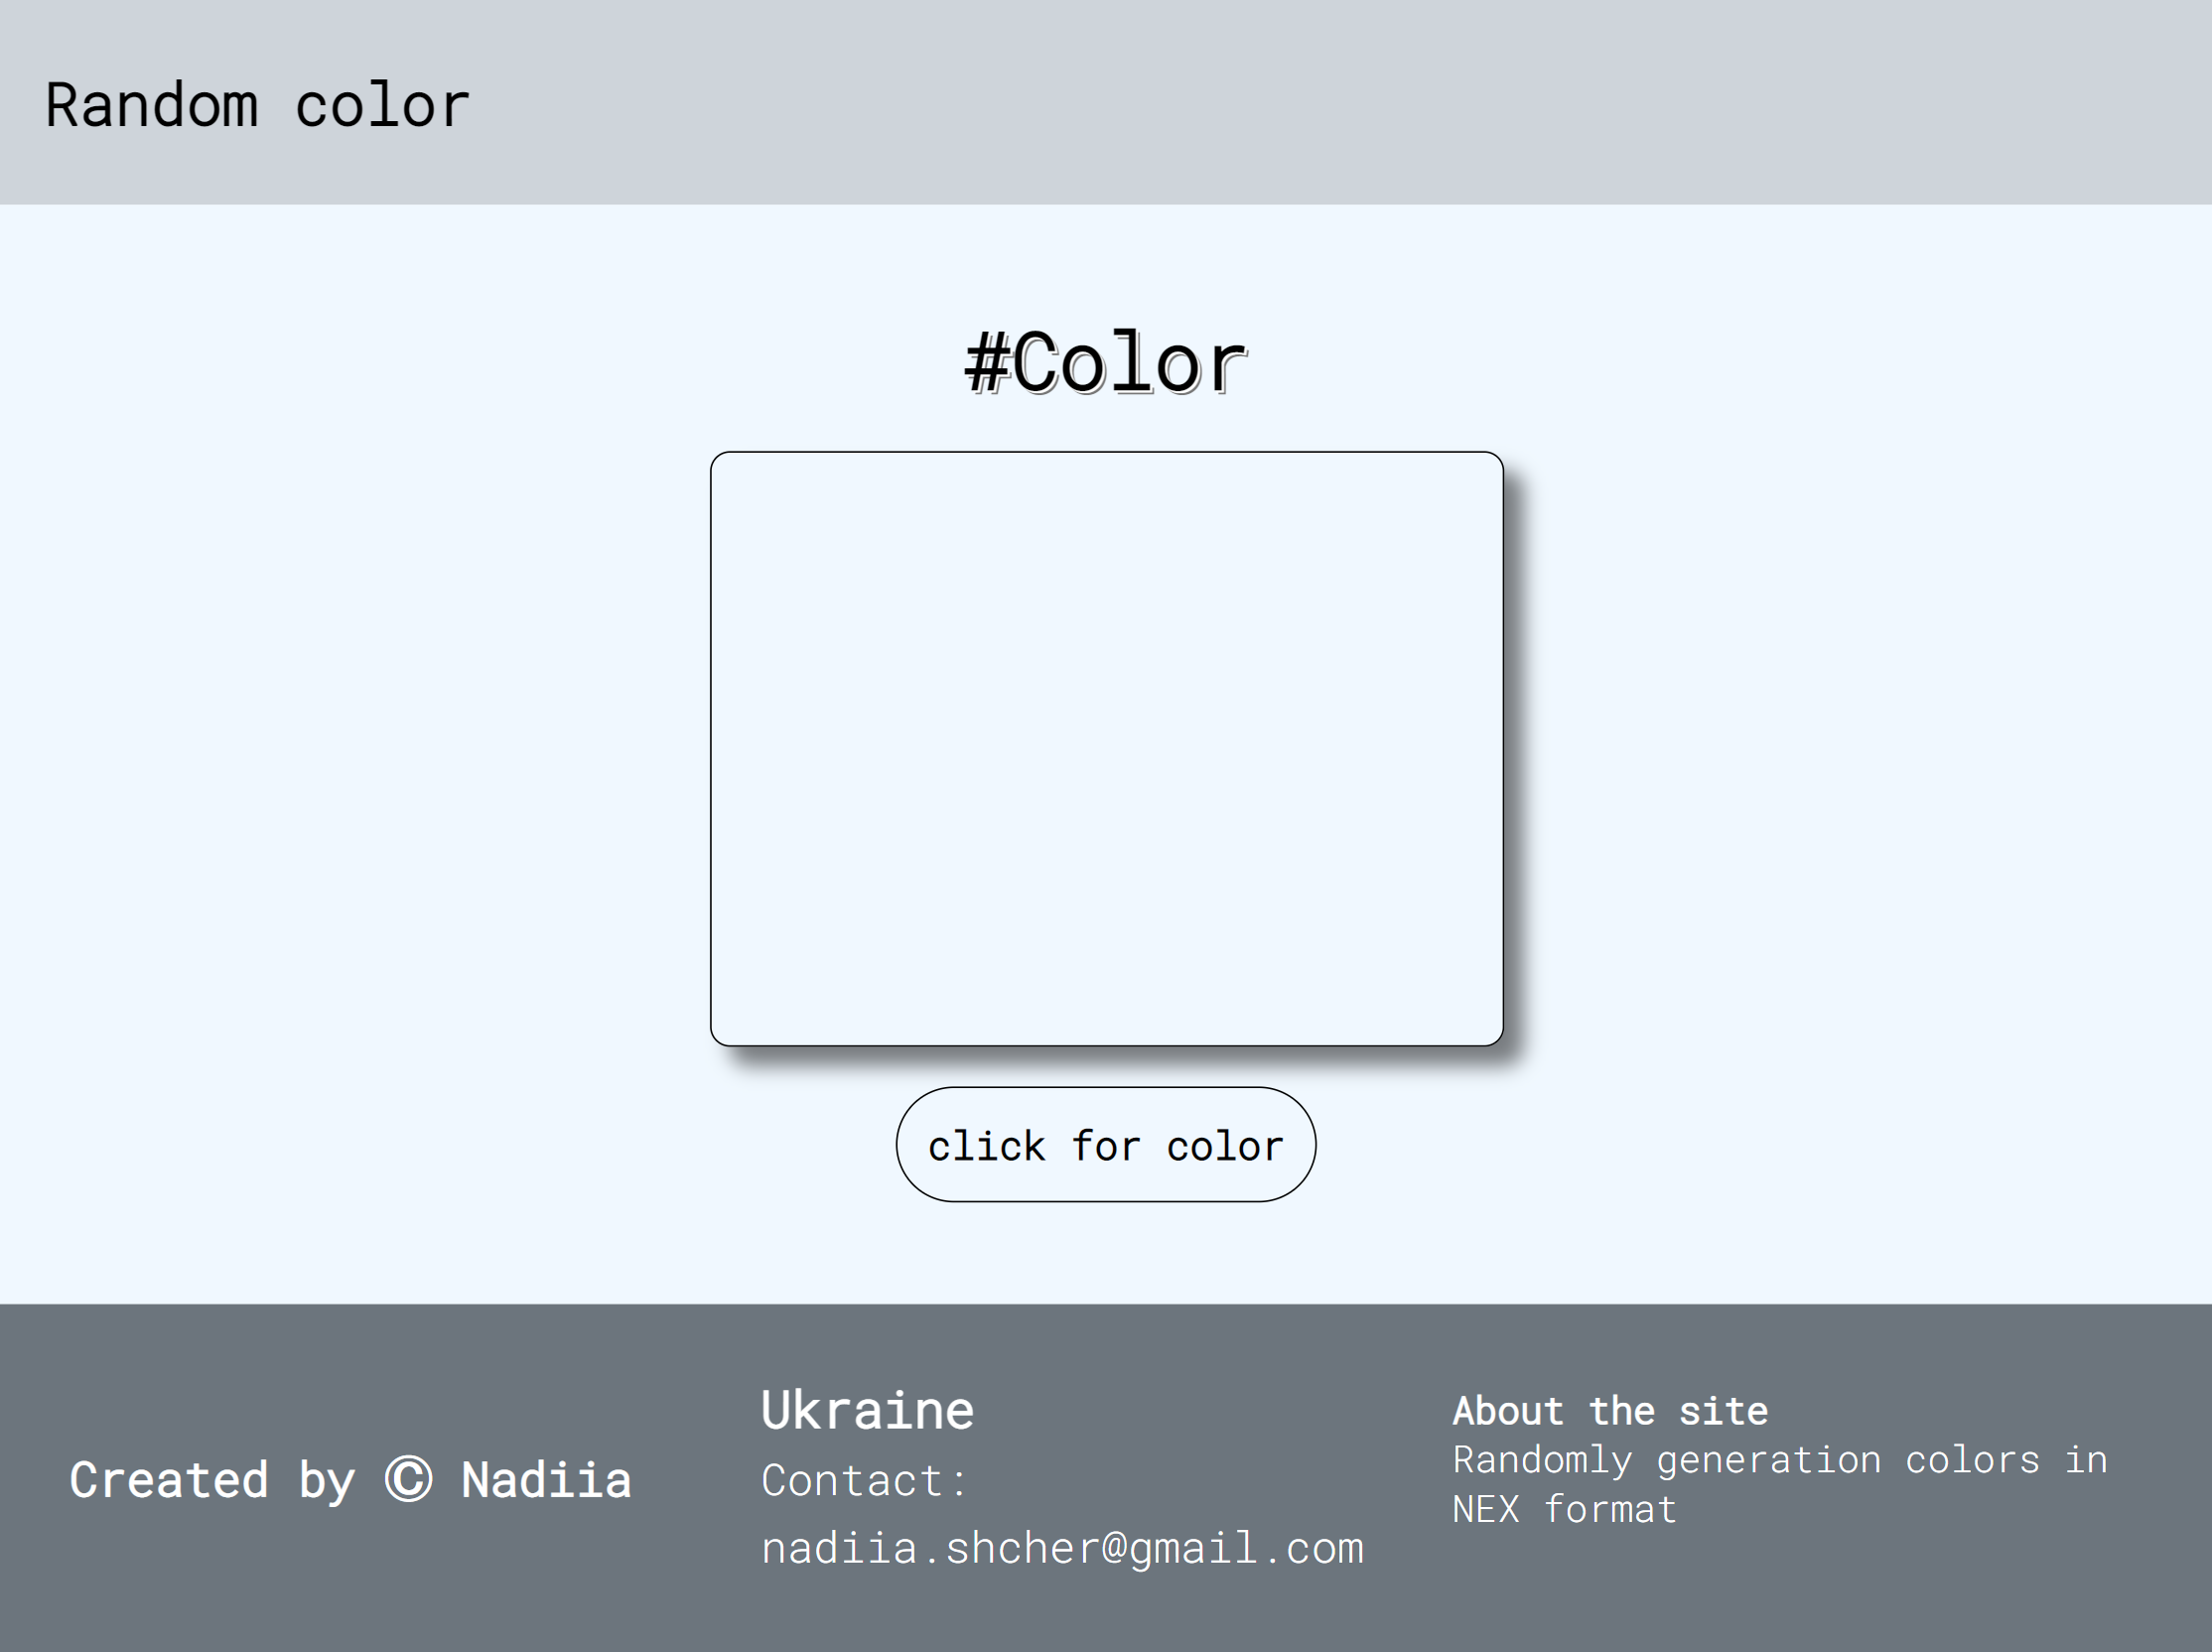 Random color
#Color
click for color
Created by © Nadiia
Ukraine
Contact:
nadiia.shcher@gmail.com
About the site
Randomly generation colors in
NEX format